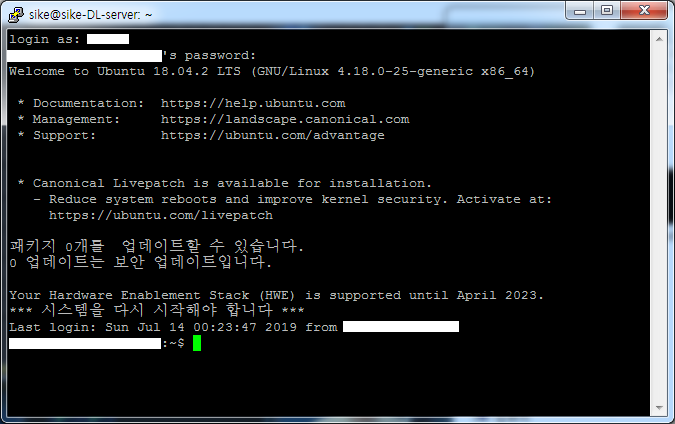 sike@sike-DL-server: ~
login as:
's password:
Welcome to Ubuntu 18.04.2 LTS (GNU/Linux 4.18.0-25-generic x86_64)
* Documentation:  https://help.ubuntu.com
* Management:     https://landscape.canonical.com
* Support:        https://ubuntu.com/advantage
* Canonical Livepatch is available for installation.
- Reduce system reboots and improve kernel security. Activate at:
https://ubuntu.com/livepatch
패키지 0개를  업데이트할 수 있습니다.
0 업데이트는 보안 업데이트입니다.
Your Hardware Enablement Stack (HWE) is supported until April 2023.
*** 시스템을 다시 시작해야 합니다 ***
Last login: Sun Jul 14 00:23:47 2019 from
:~$